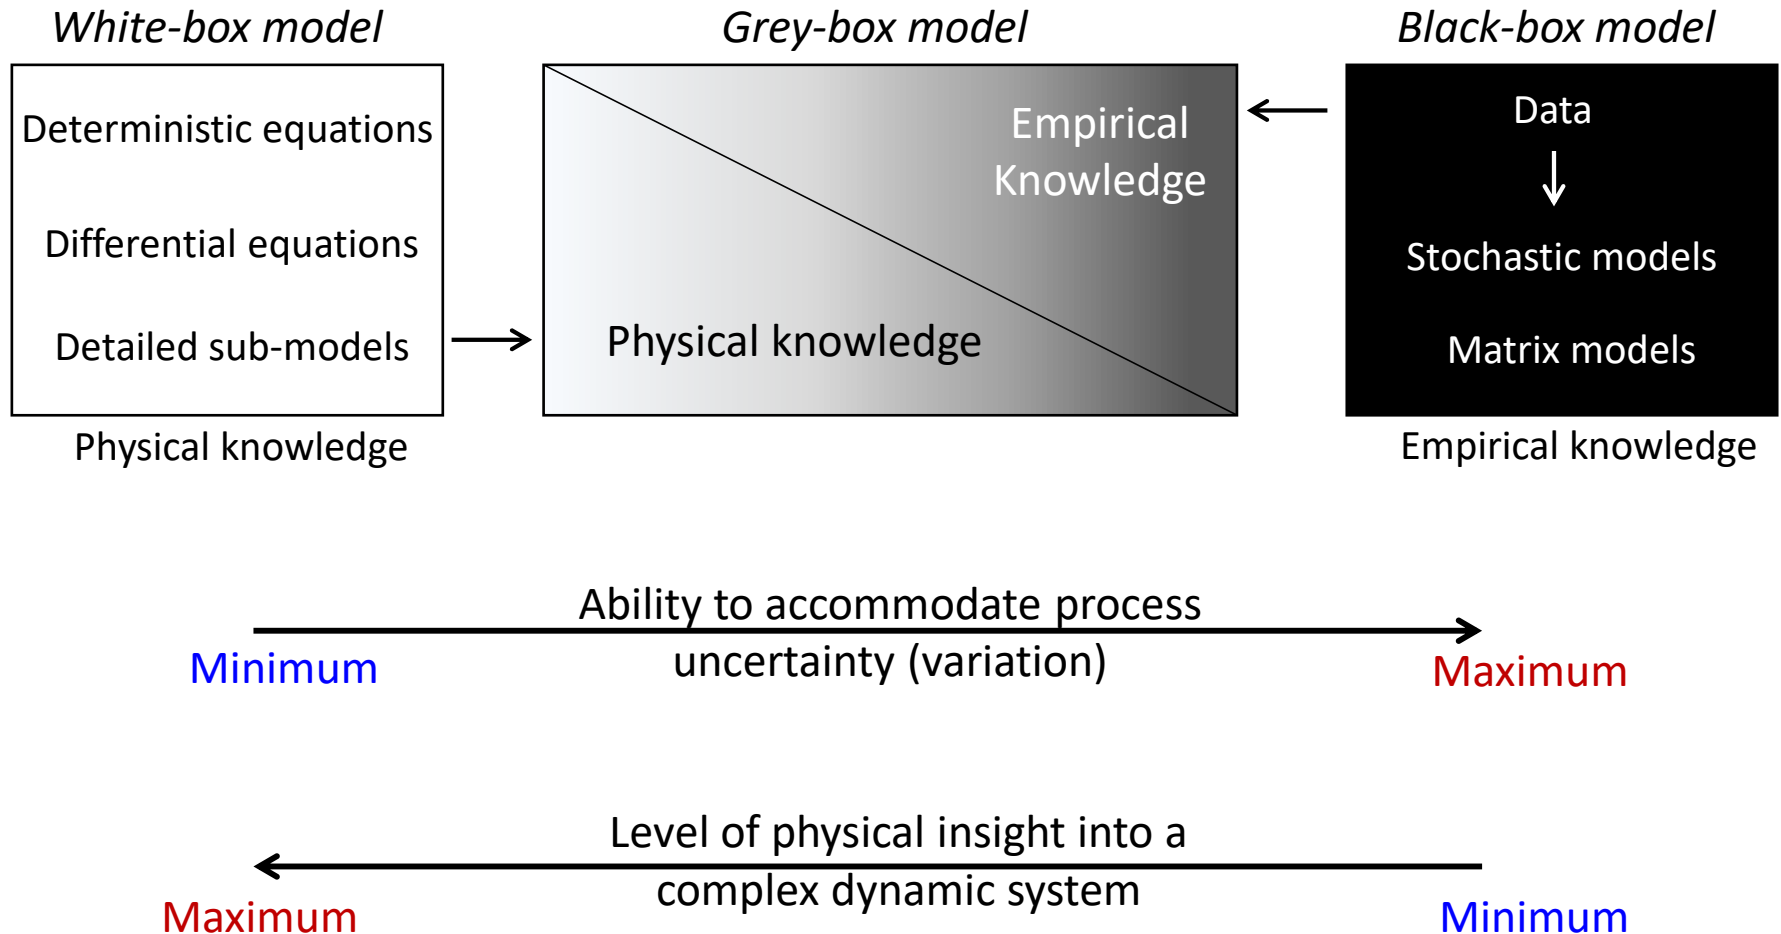 White-box model
Grey-box model
Black-box model
Deterministic equations
Differential equations
Detailed sub-models
Physical knowledge
Empirical
Knowledge
Physical knowledge
Data
Stochastic models
Matrix models
Empirical knowledge
Ability to accommodate process
uncertainty (variation)
Minimum
Maximum
Level of physical insight into a
complex dynamic system
Maximum
Minimum